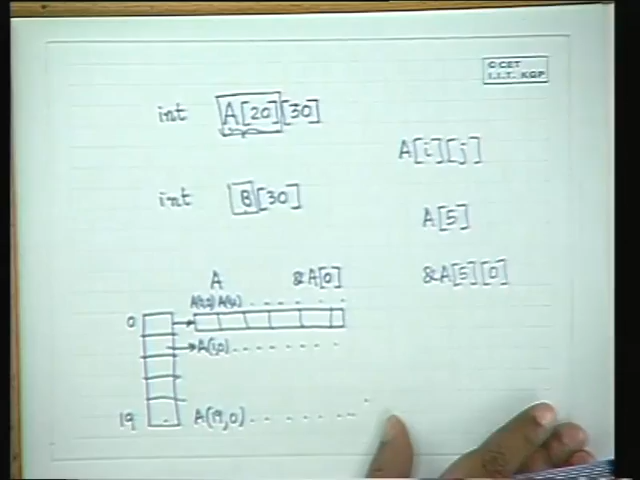 © CET
I.I.T. KGP
int A[20][30]
A[i][j]
int B[30]
A[5]
A &A[0] &A[5][0]
A(0,0) A(0,1) . . . . . . .
0
A(1,0) . . . . . . .
19 A(19,0) . . . . . . .